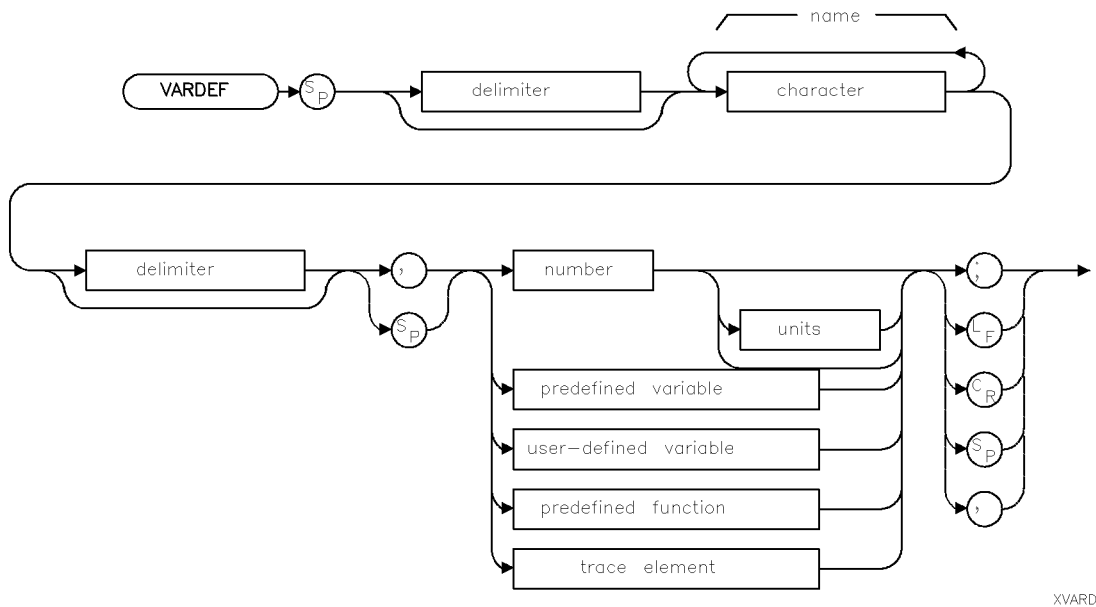 name
VARDEF SP delimiter character
delimiter , number ;
SP units LF
predefined variable CR
user-defined variable SP
predefined function ,
trace element
XVARD